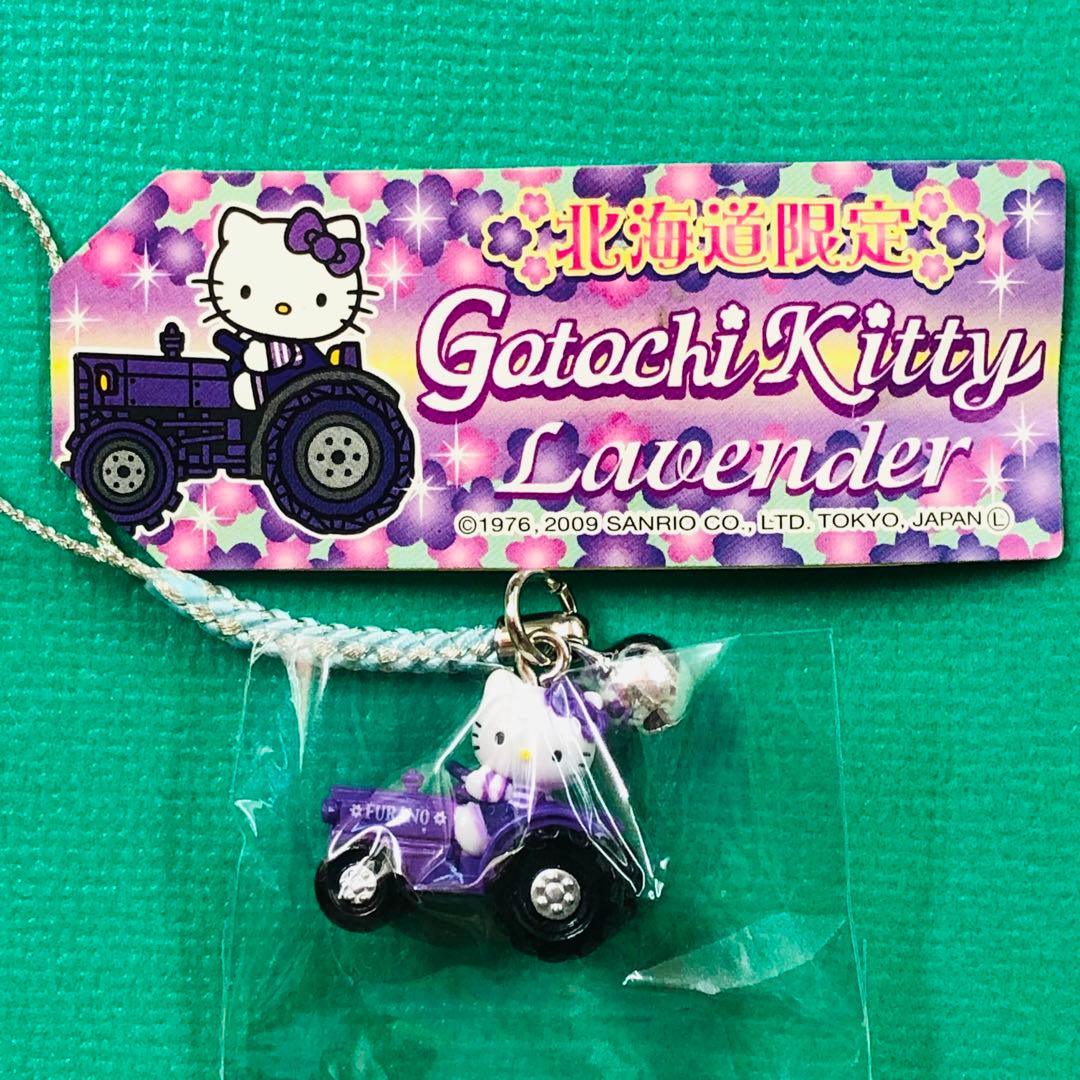 北海道限定
Gotochi Kitty
Lavender
©1976, 2009 SANRIO CO., LTD. TOKYO, JAPAN Ⓛ
FURANO